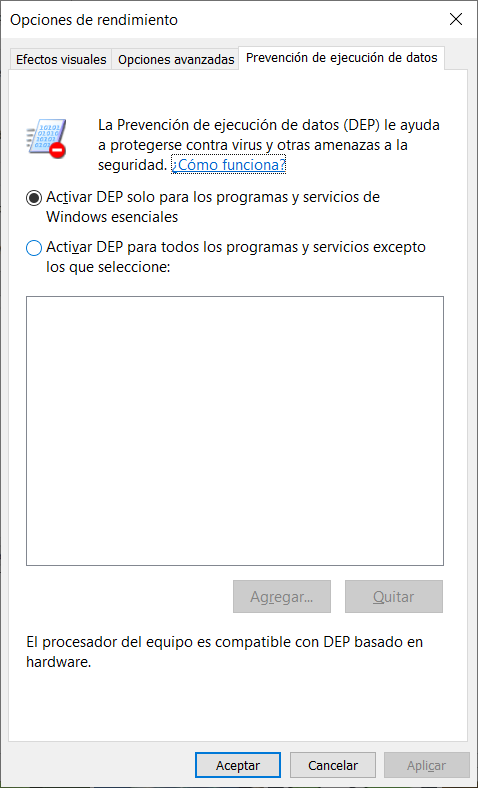 Opciones de rendimiento
Efectos visuales
Opciones avanzadas
Prevención de ejecución de datos
La Prevención de ejecución de datos (DEP) le ayuda
a protegerse contra virus y otras amenazas a la
seguridad. ¿Cómo funciona?
Activar DEP solo para los programas y servicios de
Windows esenciales
Activar DEP para todos los programas y servicios excepto
los que seleccione:
Agregar...
Quitar
El procesador del equipo es compatible con DEP basado en
hardware.
Aceptar
Cancelar
Aplicar